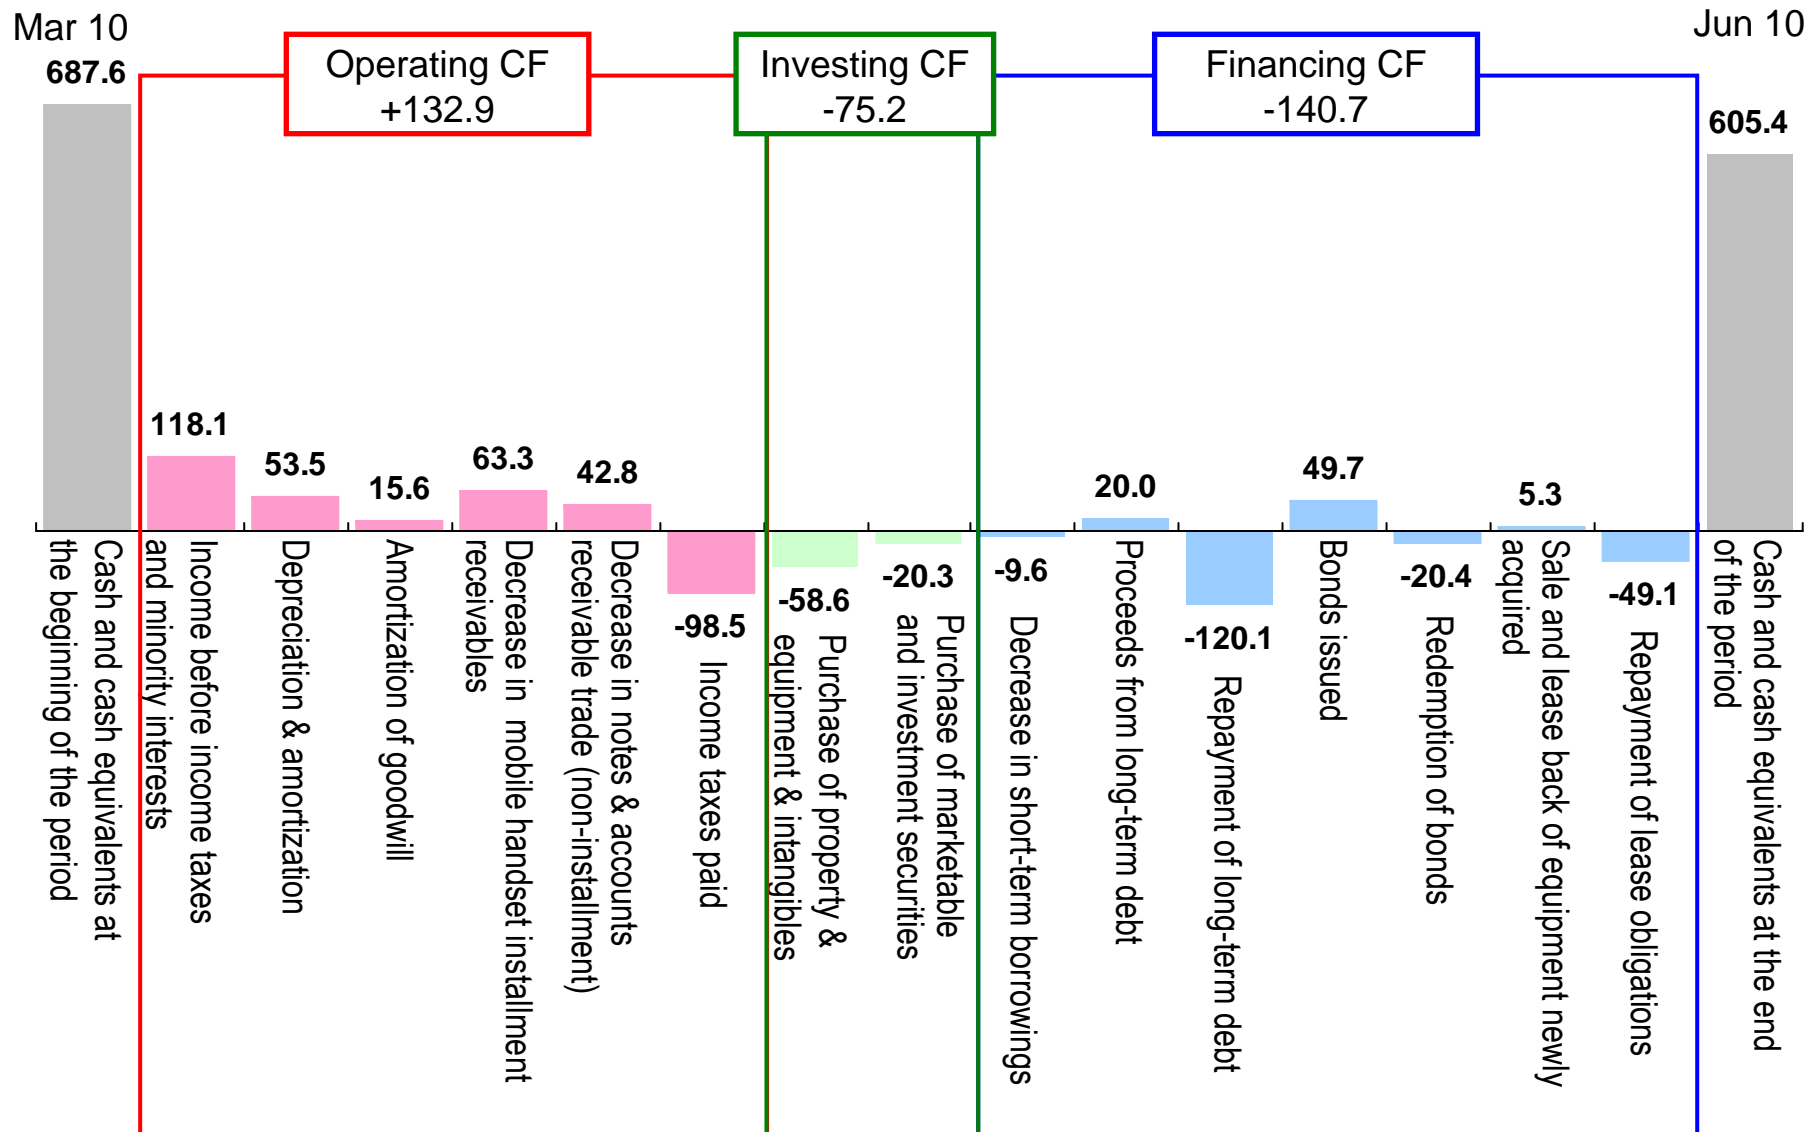 Mar 10
687.6
Operating CF
+132.9
Investing CF
-75.2
Financing CF
-140.7
Jun 10
605.4
118.1
53.5
15.6
63.3
42.8
-98.5
-58.6
-20.3
-9.6
20.0
-120.1
49.7
-20.4
5.3
-49.1
Cash and cash equivalents at
the beginning of the period
Income before income taxes
and minority interests
Depreciation & amortization
Amortization of goodwill
Decrease in mobile handset installment
receivables
Decrease in notes & accounts
receivable trade (non-installment)
Income taxes paid
Purchase of property &
equipment & intangibles
Purchase of marketable
and investment securities
Decrease in short-term borrowings
Proceeds from long-term debt
Repayment of long-term debt
Bonds issued
Redemption of bonds
Sale and lease back of equipment newly
acquired
Repayment of lease obligations
Cash and cash equivalents at the end
of the period